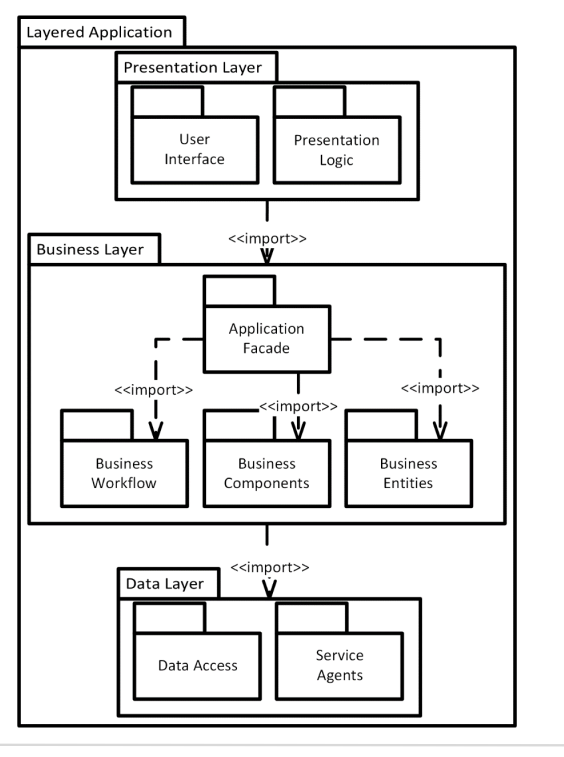 Layered Application
Presentation Layer
User
Interface
Presentation
Logic
<<import>>
Business Layer
Application
Facade
<<import>>
<<import>>
<<import>>
Business
Workflow
Business
Components
Business
Entities
<<import>>
Data Layer
Data Access
Service
Agents